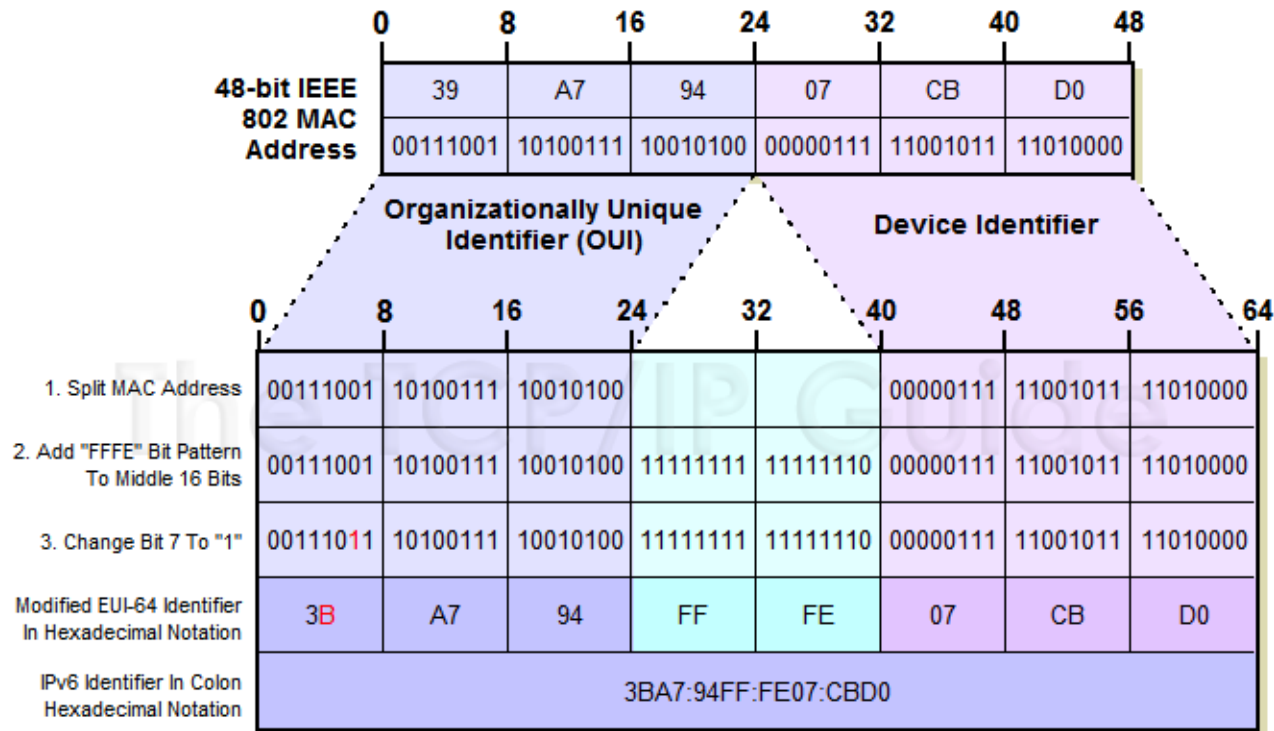 0 8 16 24 32 40 48
48-bit IEEE
802 MAC
Address
39 A7 94 07 CB D0
00111001 10100111 10010100 00000111 11001011 11010000
Organizationally Unique
Identifier (OUI)
Device Identifier
0 8 16 24 32 40 48 56 64
The TCP/IP Guide
1. Split MAC Address
00111001 10100111 10010100 00000111 11001011 11010000
2. Add "FFFE" Bit Pattern
To Middle 16 Bits
00111001 10100111 10010100 11111111 11111110 00000111 11001011 11010000
3. Change Bit 7 To "1"
00111011 10100111 10010100 11111111 11111110 00000111 11001011 11010000
Modified EUI-64 Identifier
In Hexadecimal Notation
3B A7 94 FF FE 07 CB D0
IPv6 Identifier In Colon
Hexadecimal Notation
3BA7:94FF:FE07:CBD0